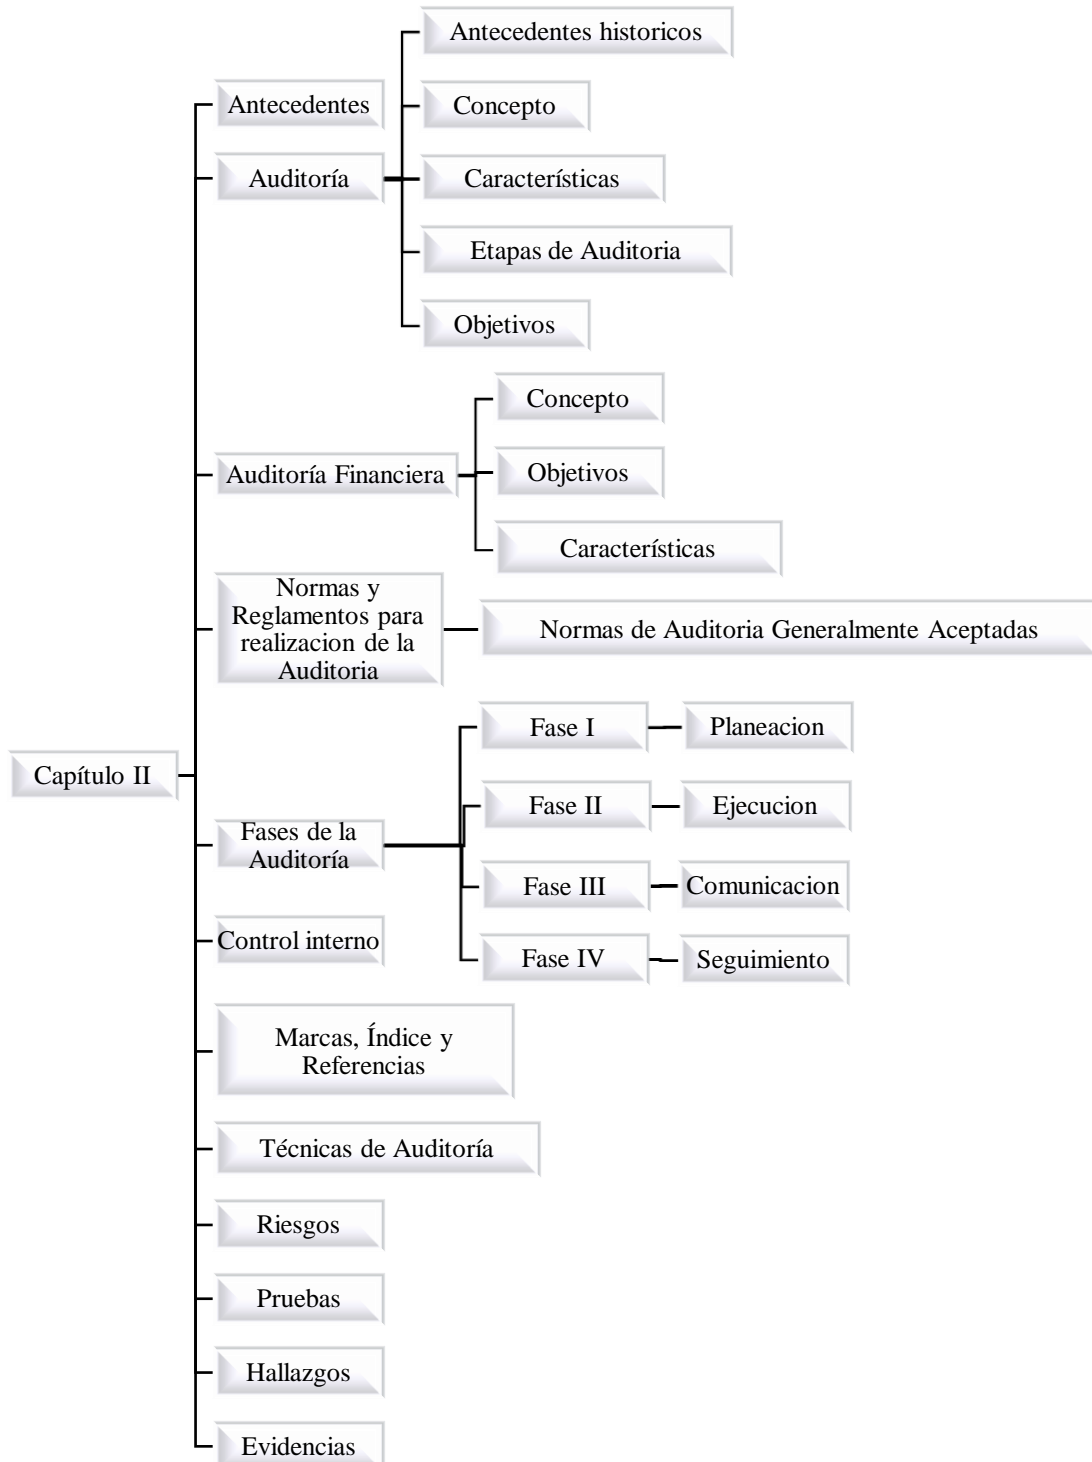 Capítulo II
Antecedentes
Auditoría
Antecedentes historicos
Concepto
Características
Etapas de Auditoria
Objetivos
Auditoría Financiera
Concepto
Objetivos
Características
Normas y
Reglamentos para
realizacion de la
Auditoria
Normas de Auditoria Generalmente Aceptadas
Fases de la
Auditoría
Fase I
Planeacion
Fase II
Ejecucion
Fase III
Comunicacion
Fase IV
Seguimiento
Control interno
Marcas, Índice y
Referencias
Técnicas de Auditoría
Riesgos
Pruebas
Hallazgos
Evidencias